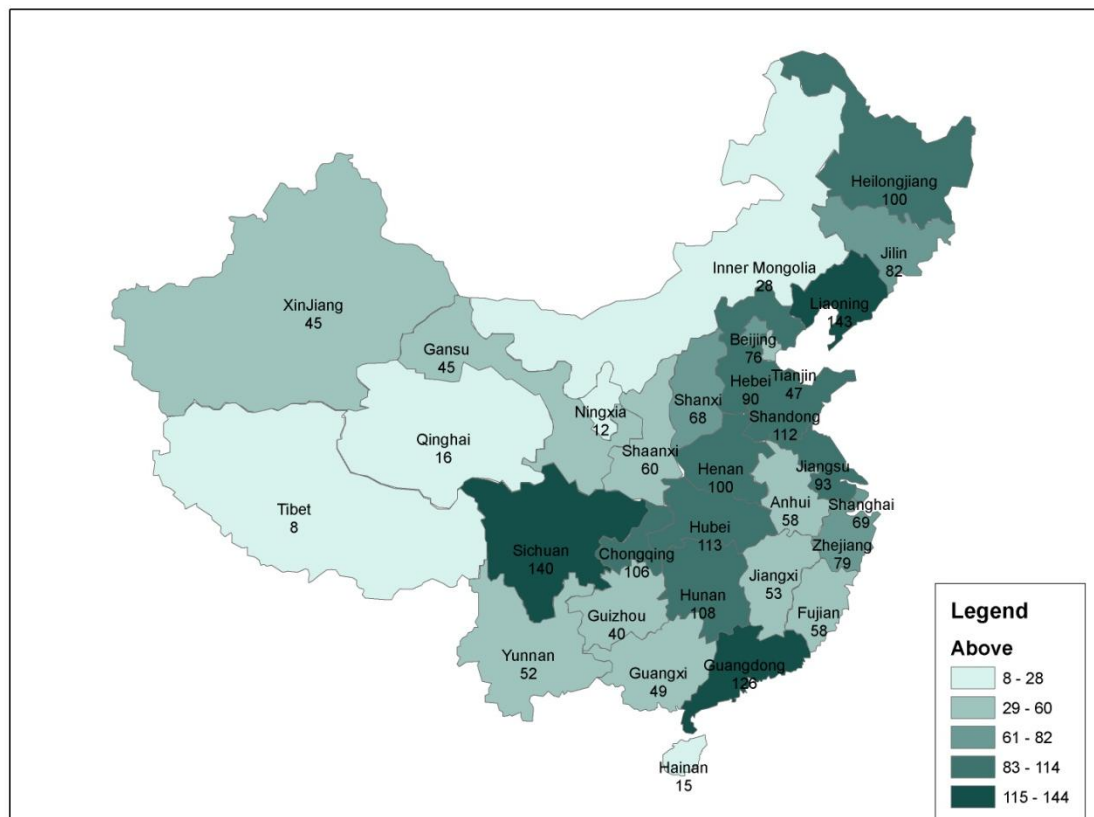 Heilongjiang
100
Jilin
82
Inner Mongolia
28
Liaoning
143
XinJiang
45
Gansu
45
Beijing
76
Hebei
90
Tianjin
47
Shanxi
68
Shandong
112
Ningxia
12
Qinghai
16
Shaanxi
60
Henan
100
Jiangsu
93
Anhui
58
Shanghai
69
Tibet
8
Hubei
113
Zhejiang
79
Sichuan
140
Chongqing
106
Jiangxi
53
Hunan
108
Fujian
58
Guizhou
40
Yunnan
52
Guangxi
49
Guangdong
126
Hainan
15
Legend
Above
8 - 28
29 - 60
61 - 82
83 - 114
115 - 144